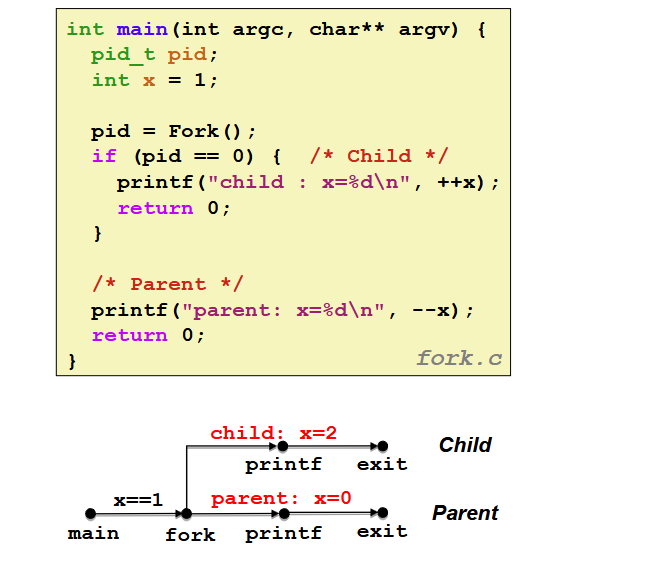 int main(int argc, char** argv) {
  pid_t pid;
  int x = 1;

  pid = Fork();
  if (pid == 0) {  /* Child */
    printf("child : x=%d\n", ++x);
    return 0;
  }

  /* Parent */
  printf("parent: x=%d\n", --x);
  return 0;
}
fork.c
child: x=2
Child
printf exit
x==1 parent: x=0
Parent
main fork printf exit